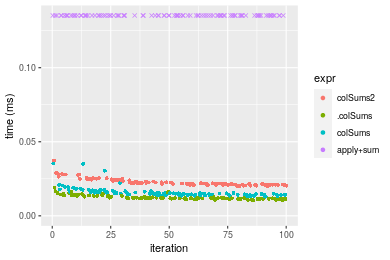 0.10
0.05
0.00
time (ms)
0
25
50
75
100
iteration
expr
colSums2
.colSums
colSums
apply+sum